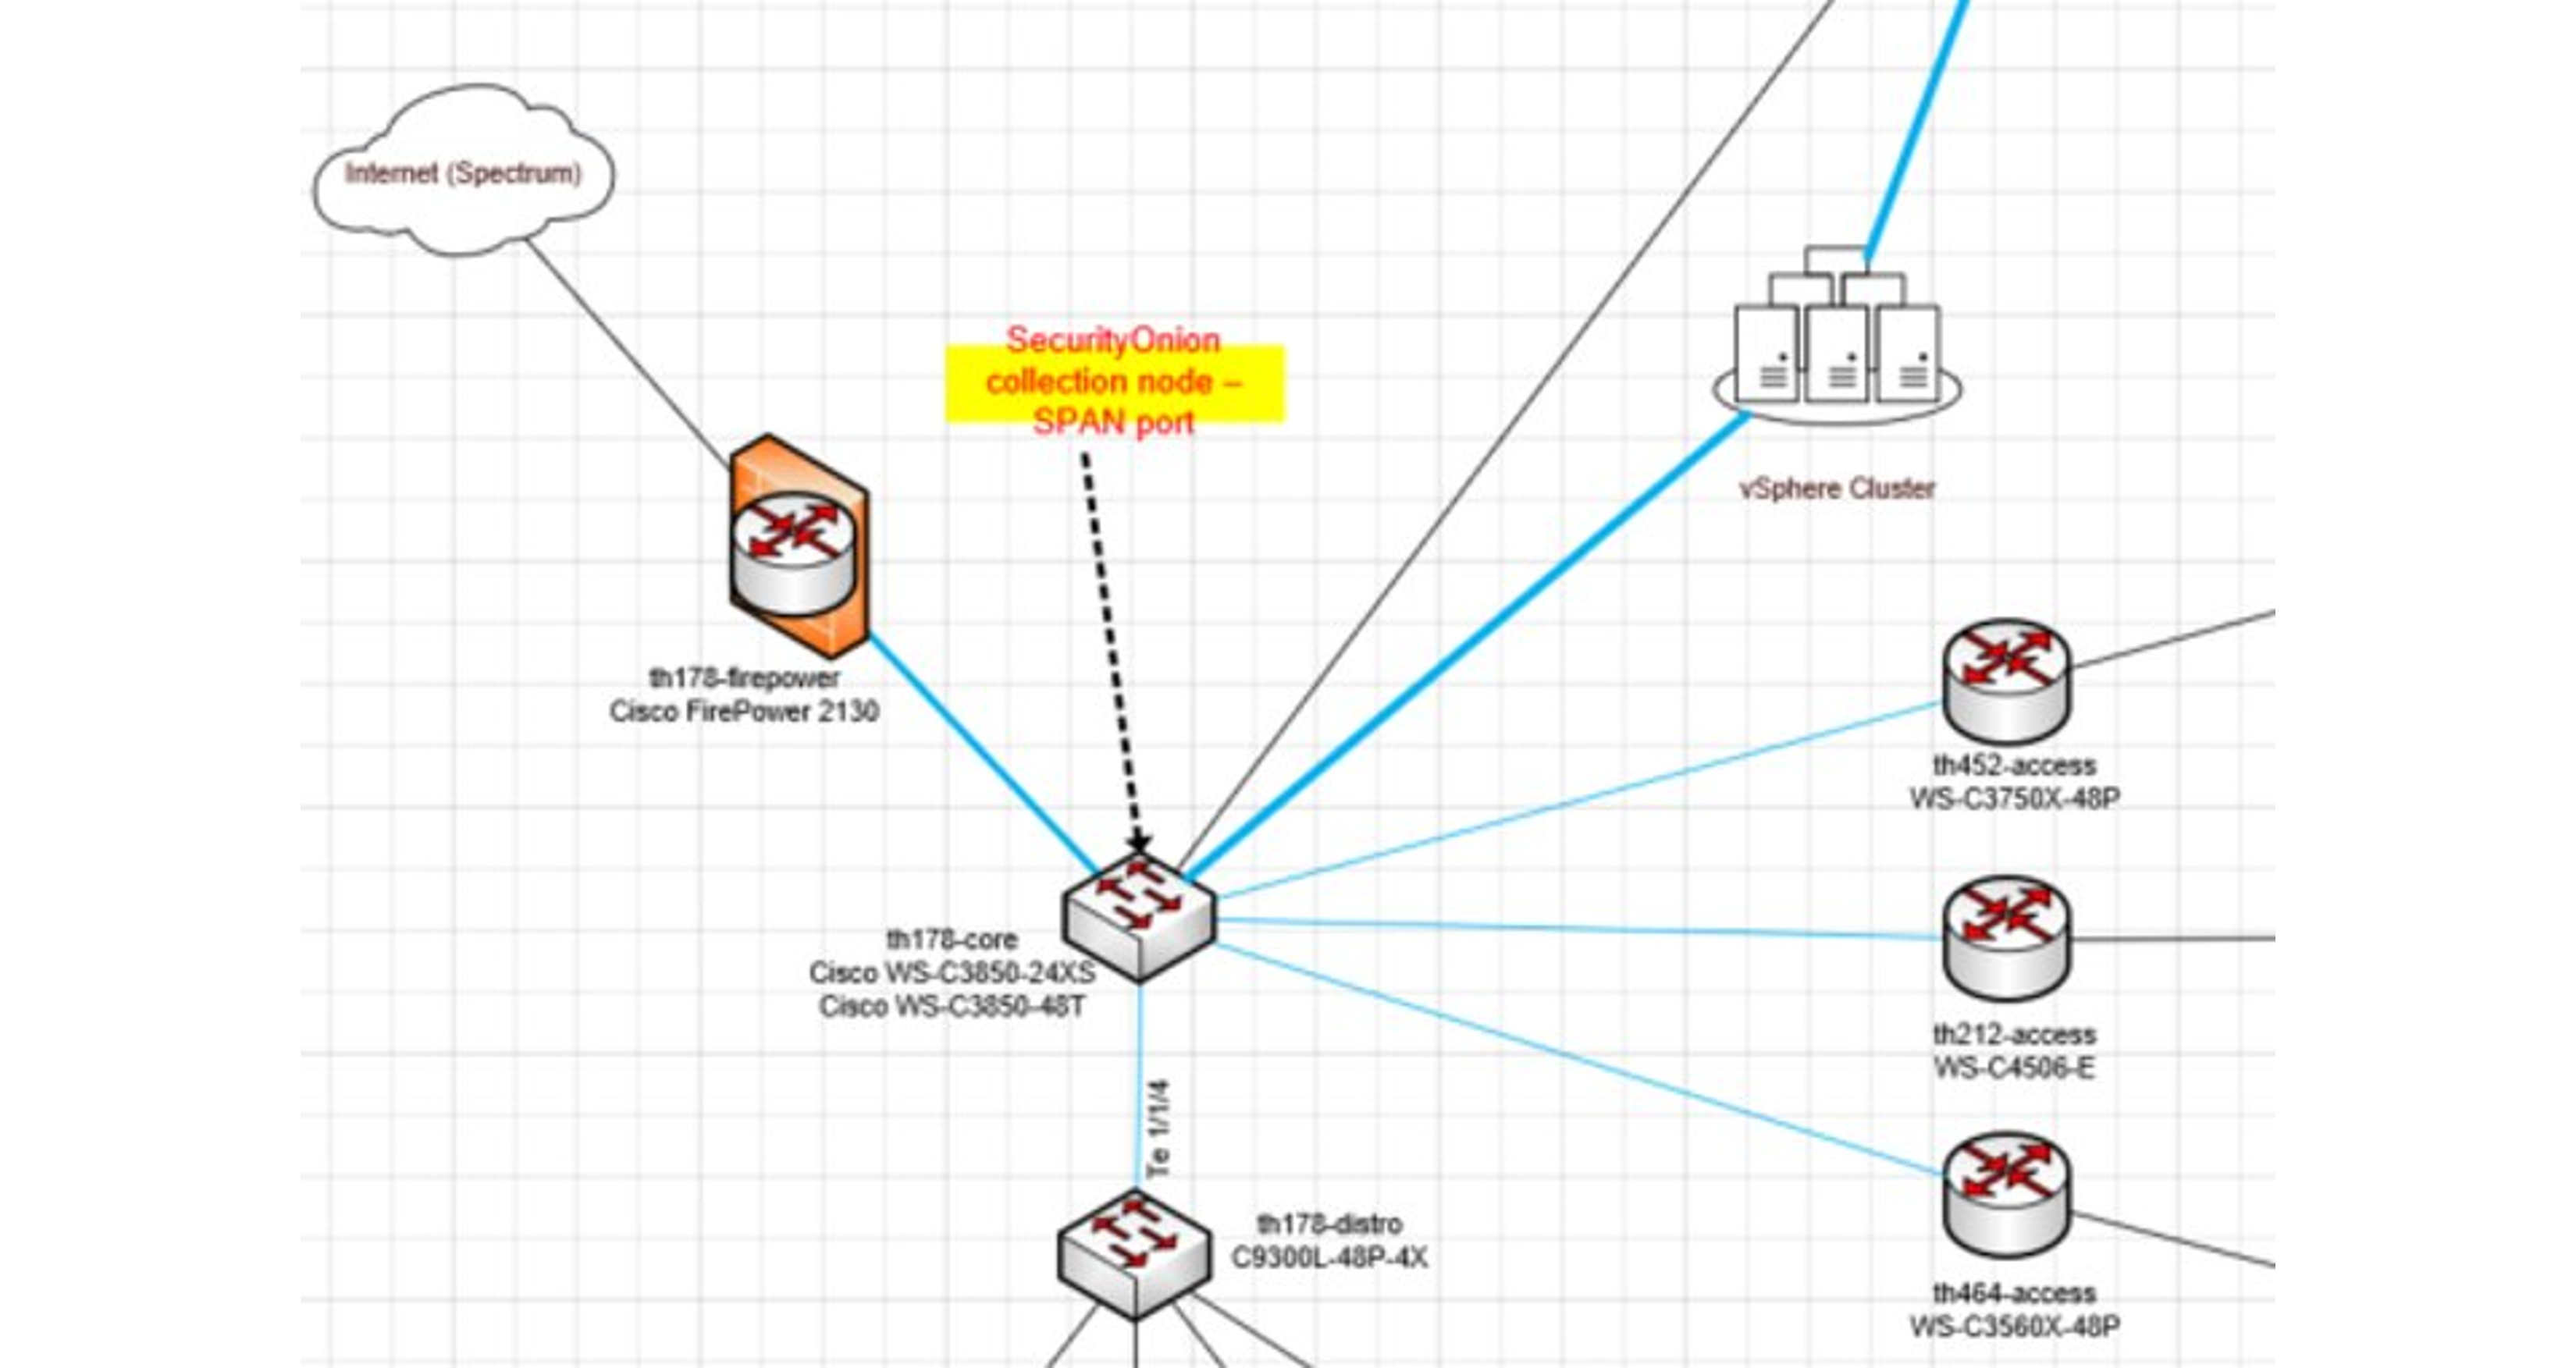 Internet (Spectrum)
SecurityOnion
collection node –
SPAN port
vSphere Cluster
th178-firepower
Cisco FirePower 2130
th452-access
WS-C3750X-48P
th178-core
Cisco WS-C3850-24XS
Cisco WS-C3850-48T
th212-access
WS-C4506-E
Te 1/1/4
th178-distro
C9300L-48P-4X
th464-access
WS-C3560X-48P